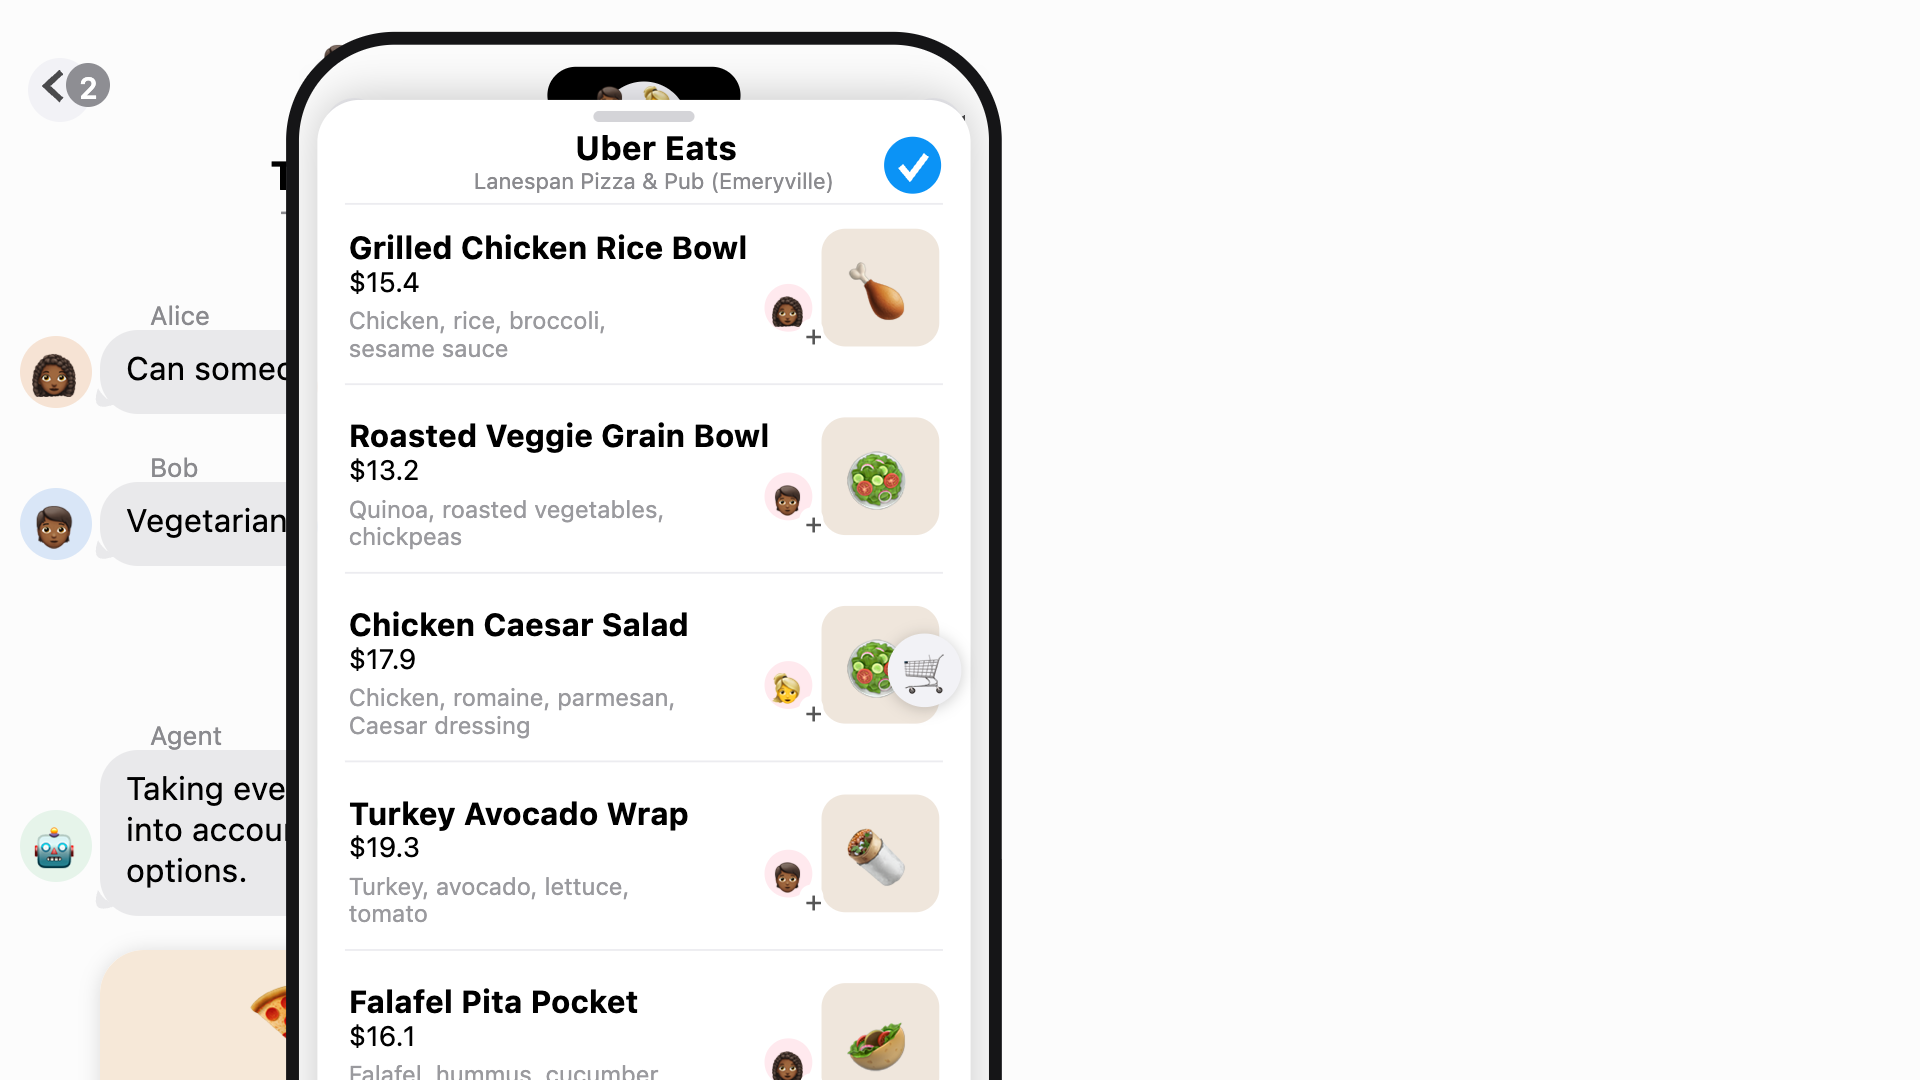 2
Uber Eats
Lanespan Pizza & Pub (Emeryville)
Grilled Chicken Rice Bowl
$15.4
Chicken, rice, broccoli,
sesame sauce
Roasted Veggie Grain Bowl
$13.2
Quinoa, roasted vegetables,
chickpeas
Chicken Caesar Salad
$17.9
Chicken, romaine, parmesan,
Caesar dressing
Turkey Avocado Wrap
$19.3
Turkey, avocado, lettuce,
tomato
Falafel Pita Pocket
$16.1
Falafel, hummus, cucumber
Alice
Can
Bob
Vegetarian
Agent
Taking
into
options.